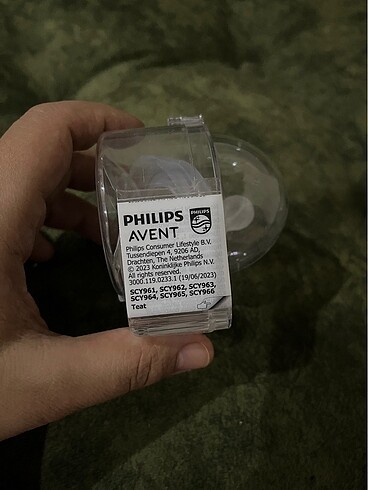 PHILIPS
PHILIPS
AVENT
Philips Consumer Lifestyle B.V.
Tussendiepen 4, 9206 AD,
Drachten, The Netherlands
© 2023 Koninklijke Philips N.V.
All rights reserved.
3000.119.0233.1 (19/06/2023)
SCY961, SCY962, SCY963,
SCY964, SCY965, SCY966
Teat